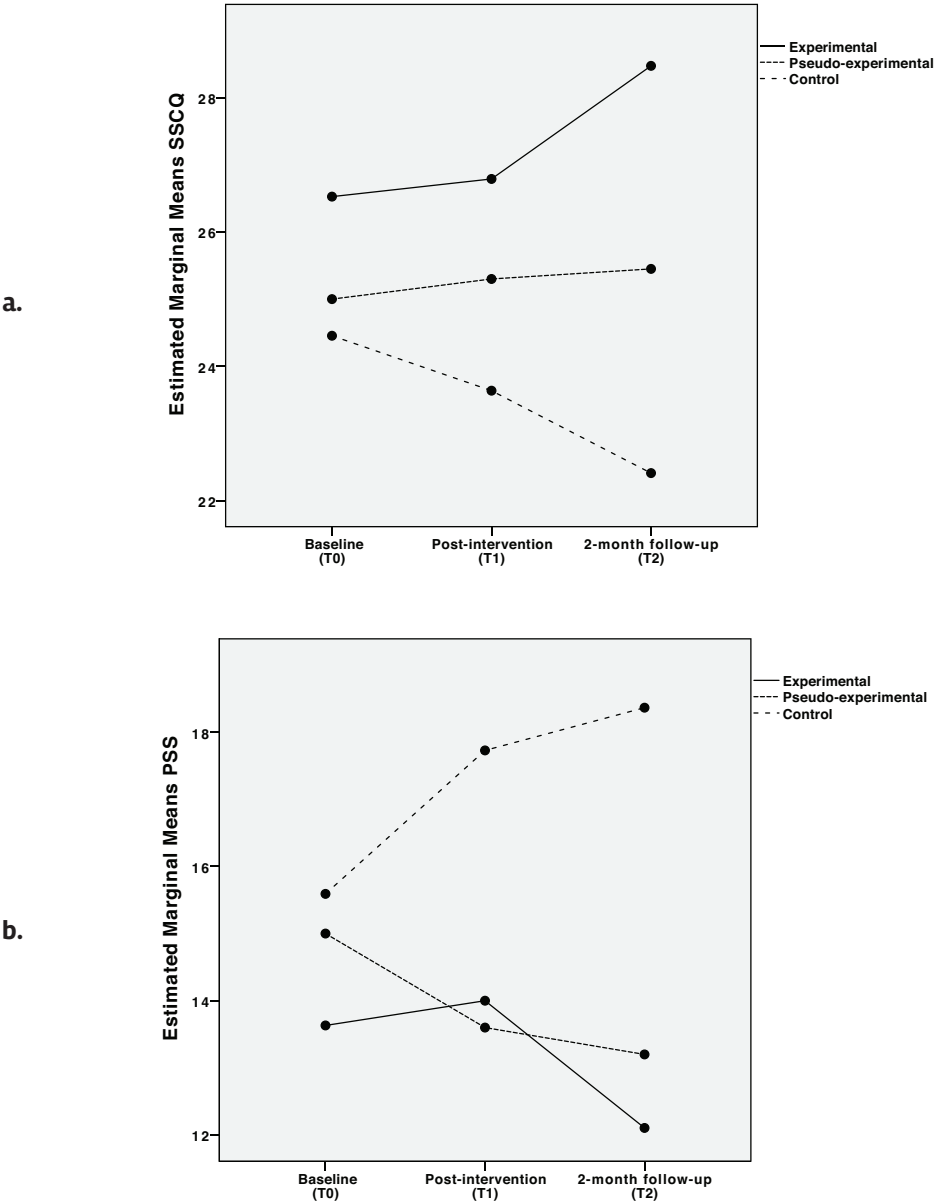 a.
Estimated Marginal Means SSCQ
28
26
24
22
Baseline
(T0)
Post-intervention
(T1)
2-month follow-up
(T2)
Experimental
Pseudo-experimental
Control
b.
Estimated Marginal Means PSS
18
16
14
12
Baseline
(T0)
Post-intervention
(T1)
2-month follow-up
(T2)
Experimental
Pseudo-experimental
Control